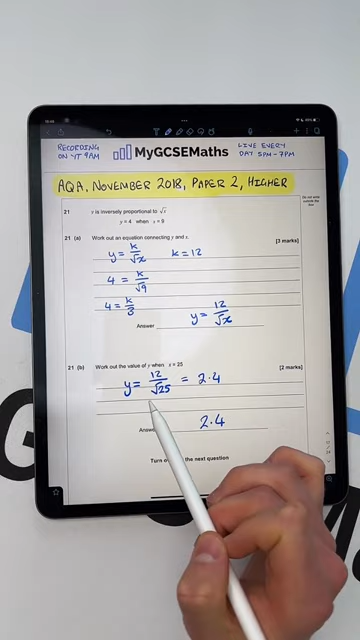 RECORDING
ON YT 9AM
MyGCSEMaths
LIVE EVERY
DAY 5PM-7PM
AQA, NOVEMBER 2018, PAPER 2, HIGHER
Do not write
outside the
box
21 y is inversely proportional to √x
y = 4 when x = 9
21 (a) Work out an equation connecting y and x.
[3 marks]
y = k/√x k = 12
4 = k/√9
4 = k/3
Answer y = 12/√x
21 (b) Work out the value of y when x = 25
[2 marks]
y = 12/√25 = 2.4
Answ 2.4
Turn o the next question